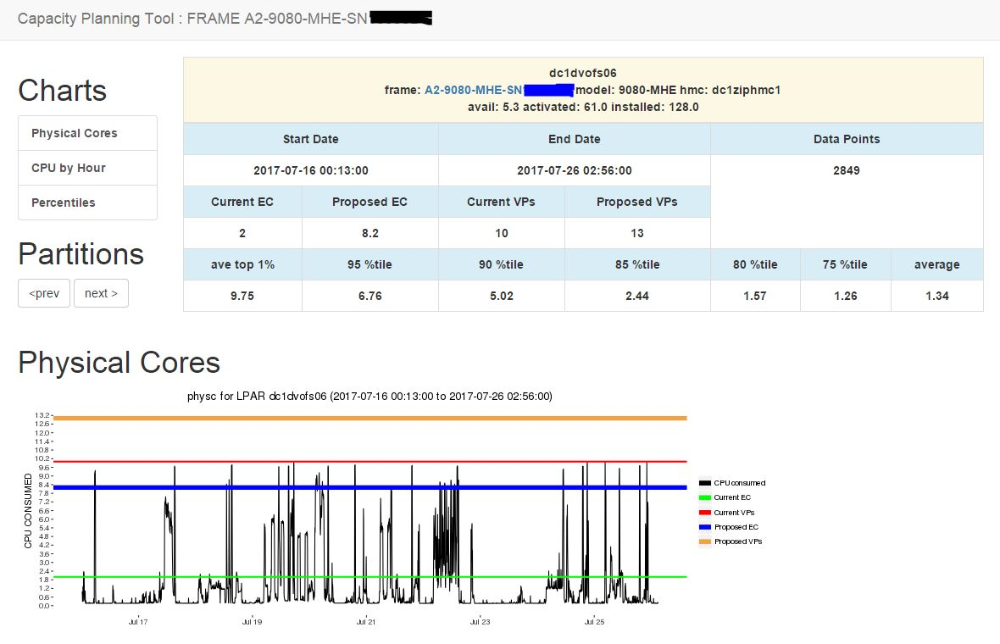 Capacity Planning Tool : FRAME A2-9080-MHE-SN
Charts
Physical Cores
CPU by Hour
Percentiles
Partitions
<prev next >
dc1dvofs06
frame: A2-9080-MHE-SN model: 9080-MHE hmc: dc1ziphmc1
avail: 5.3 activated: 61.0 installed: 128.0
Start Date End Date Data Points
2017-07-16 00:13:00 2017-07-26 02:56:00 2849
Current EC Proposed EC Current VPs Proposed VPs
2 8.2 10 13
ave top 1% 95 %tile 90 %tile 85 %tile 80 %tile 75 %tile average
9.75 6.76 5.02 2.44 1.57 1.26 1.34
Physical Cores
physc for LPAR dc1dvofs06 (2017-07-16 00:13:00 to 2017-07-26 02:56:00)
CPU CONSUMED
13.2
12.6
12.0
11.4
10.8
10.2
9.6
9.0
8.4
7.8
7.2
6.6
6.0
5.4
4.8
4.2
3.6
3.0
2.4
1.8
1.2
0.6
0.0
Jul 17 Jul 19 Jul 21 Jul 23 Jul 25
CPU consumed
Current EC
Current VPs
Proposed EC
Proposed VPs